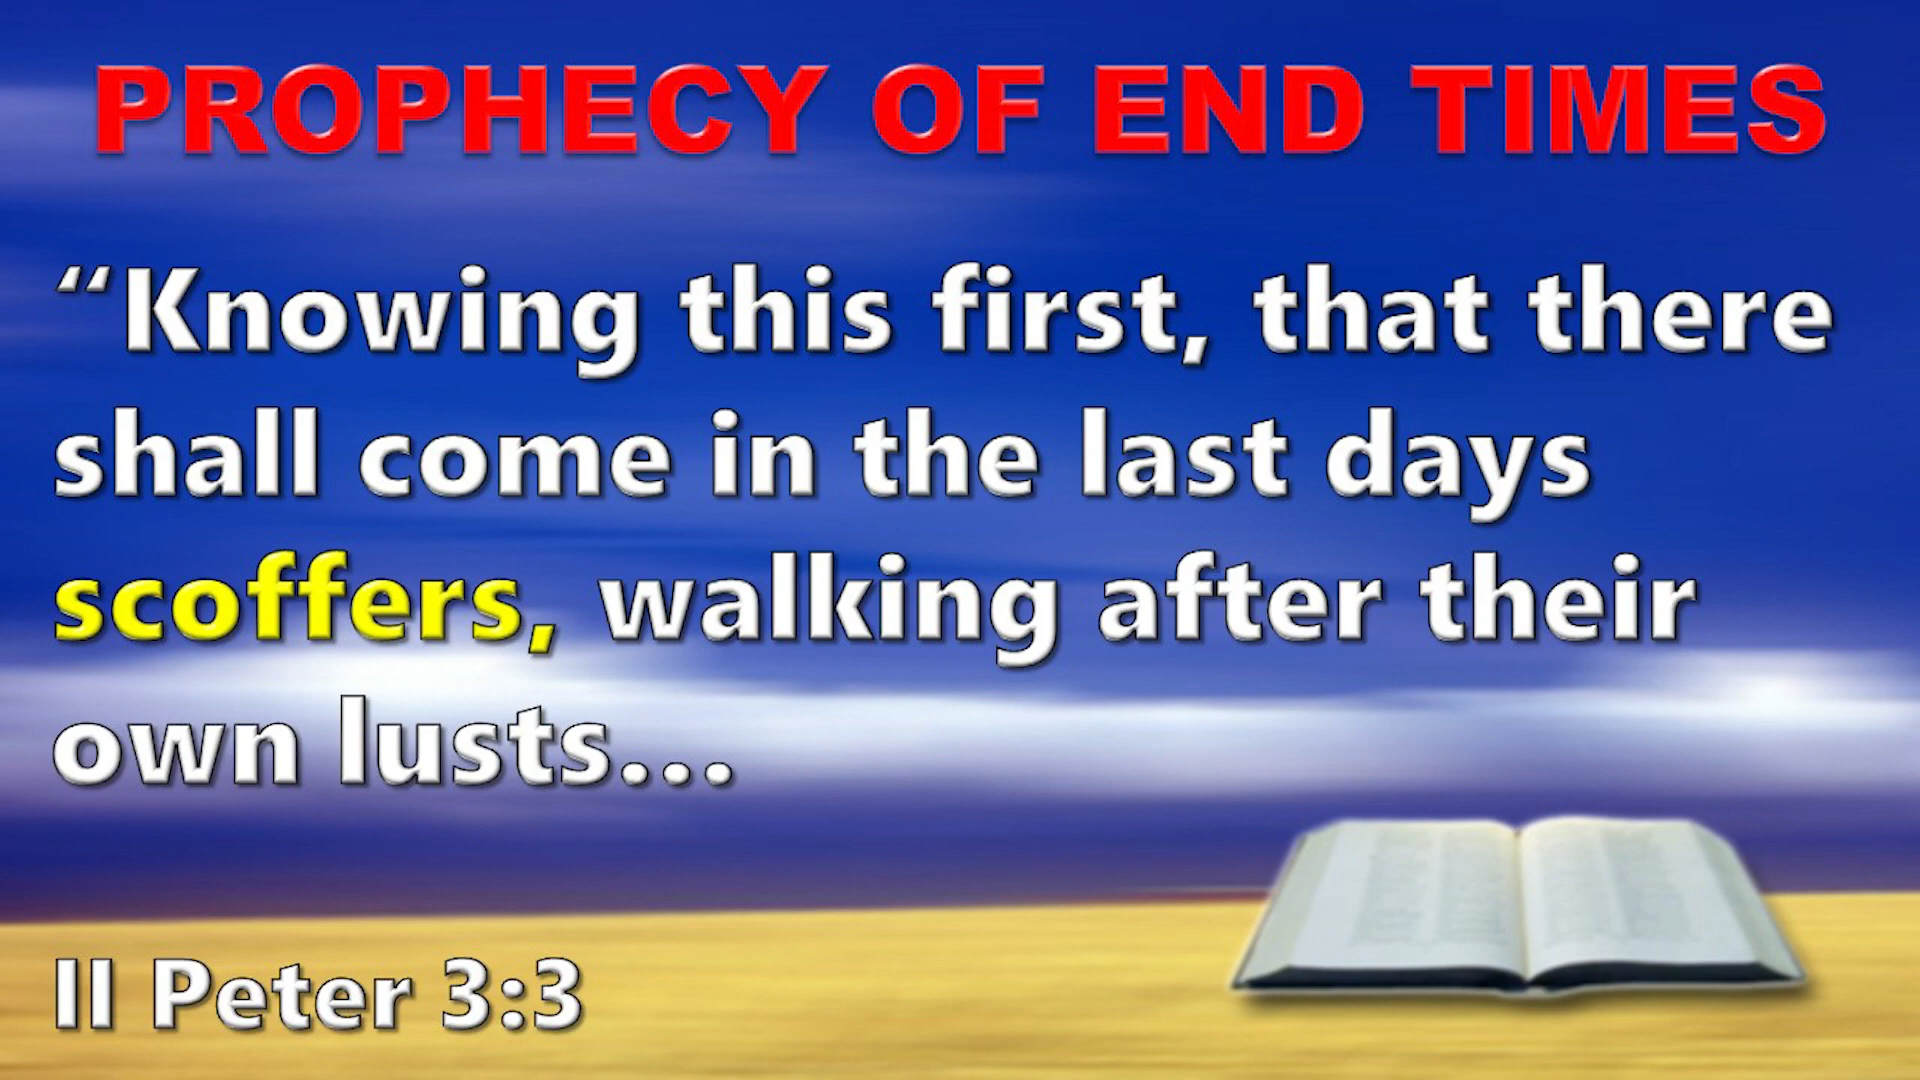 PROPHECY OF END TIMES
“Knowing this first, that there
shall come in the last days
scoffers, walking after their
own lusts...
II Peter 3:3